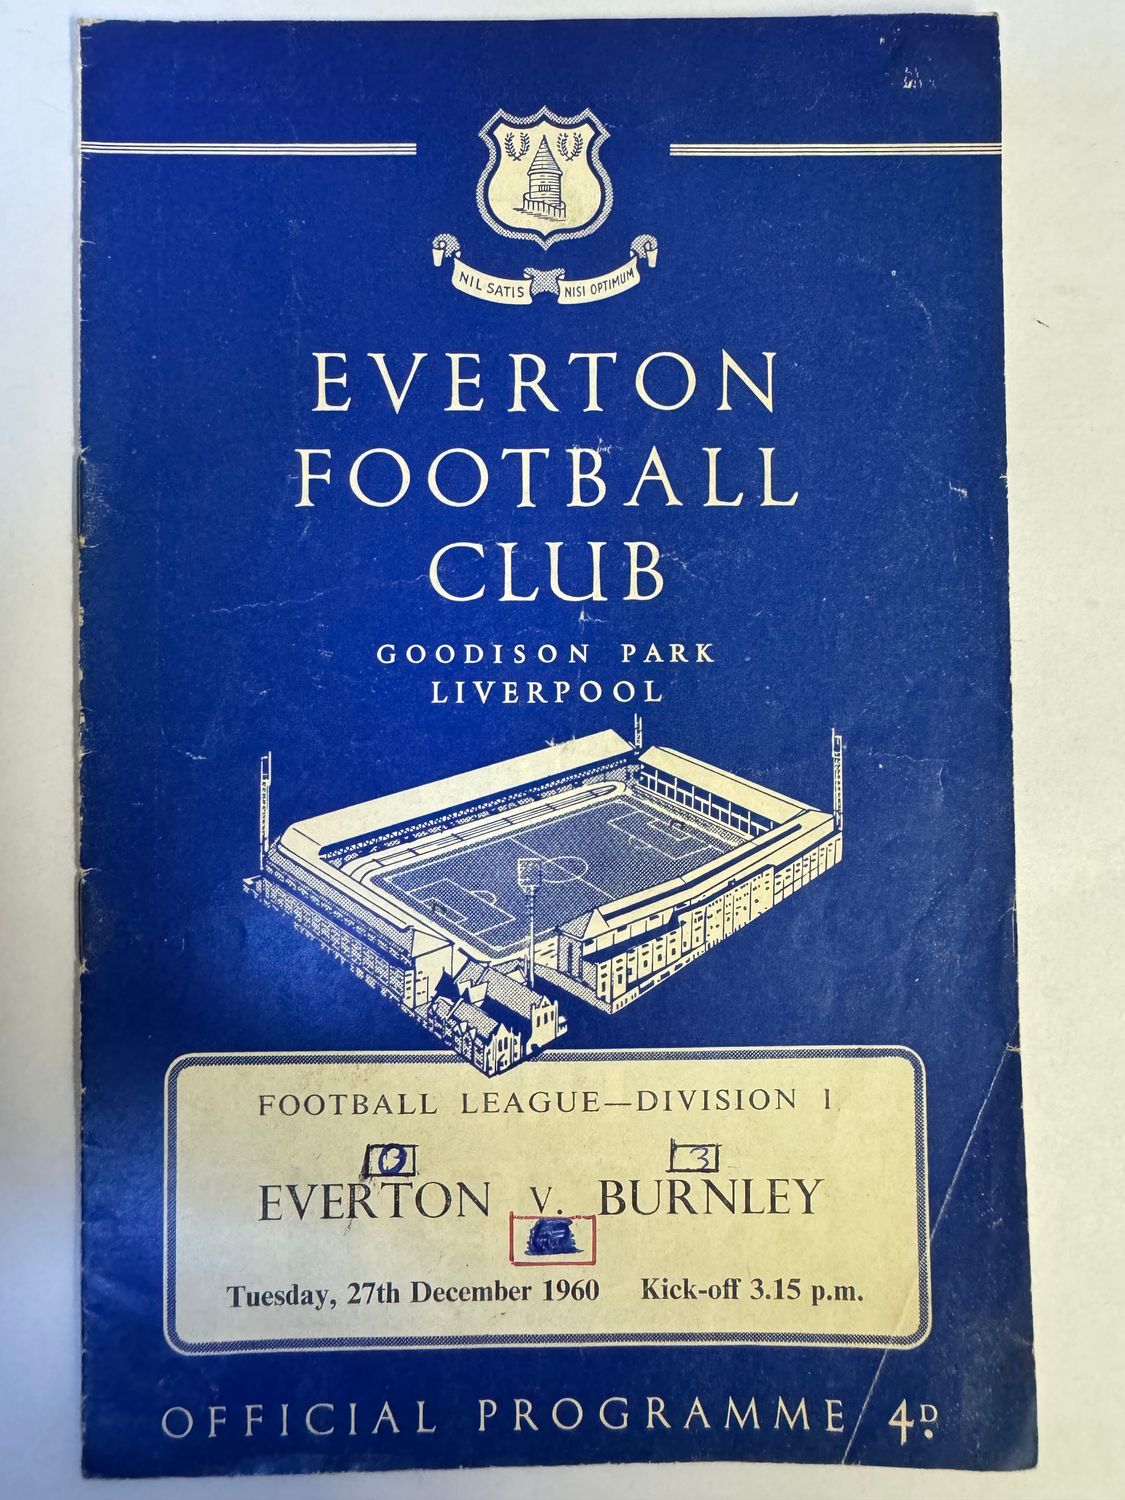 NIL SATIS NISI OPTIMUM
EVERTON
FOOTBALL
CLUB
GOODISON PARK
LIVERPOOL
FOOTBALL LEAGUE—DIVISION 1
0 3
EVERTON v. BURNLEY
Tuesday, 27th December 1960 Kick-off 3.15 p.m.
OFFICIAL PROGRAMME 4D.